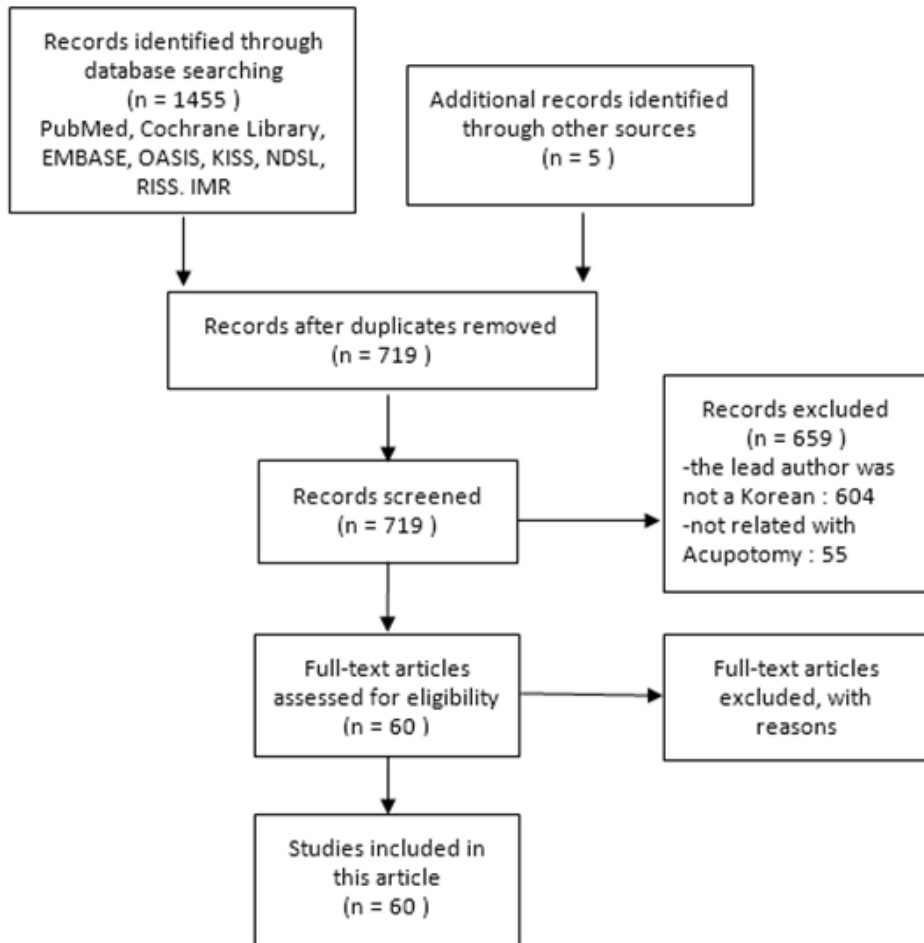 Records identified through
database searching
(n = 1455 )
PubMed, Cochrane Library,
EMBASE, OASIS, KISS, NDSL,
RISS. IMR
Additional records identified
through other sources
(n = 5 )
Records after duplicates removed
(n = 719 )
Records screened
(n = 719 )
Records excluded
(n = 659 )
-the lead author was
not a Korean : 604
-not related with
Acupotomy : 55
Full-text articles
assessed for eligibility
(n = 60 )
Full-text articles
excluded, with
reasons
Studies included in
this article
(n = 60 )